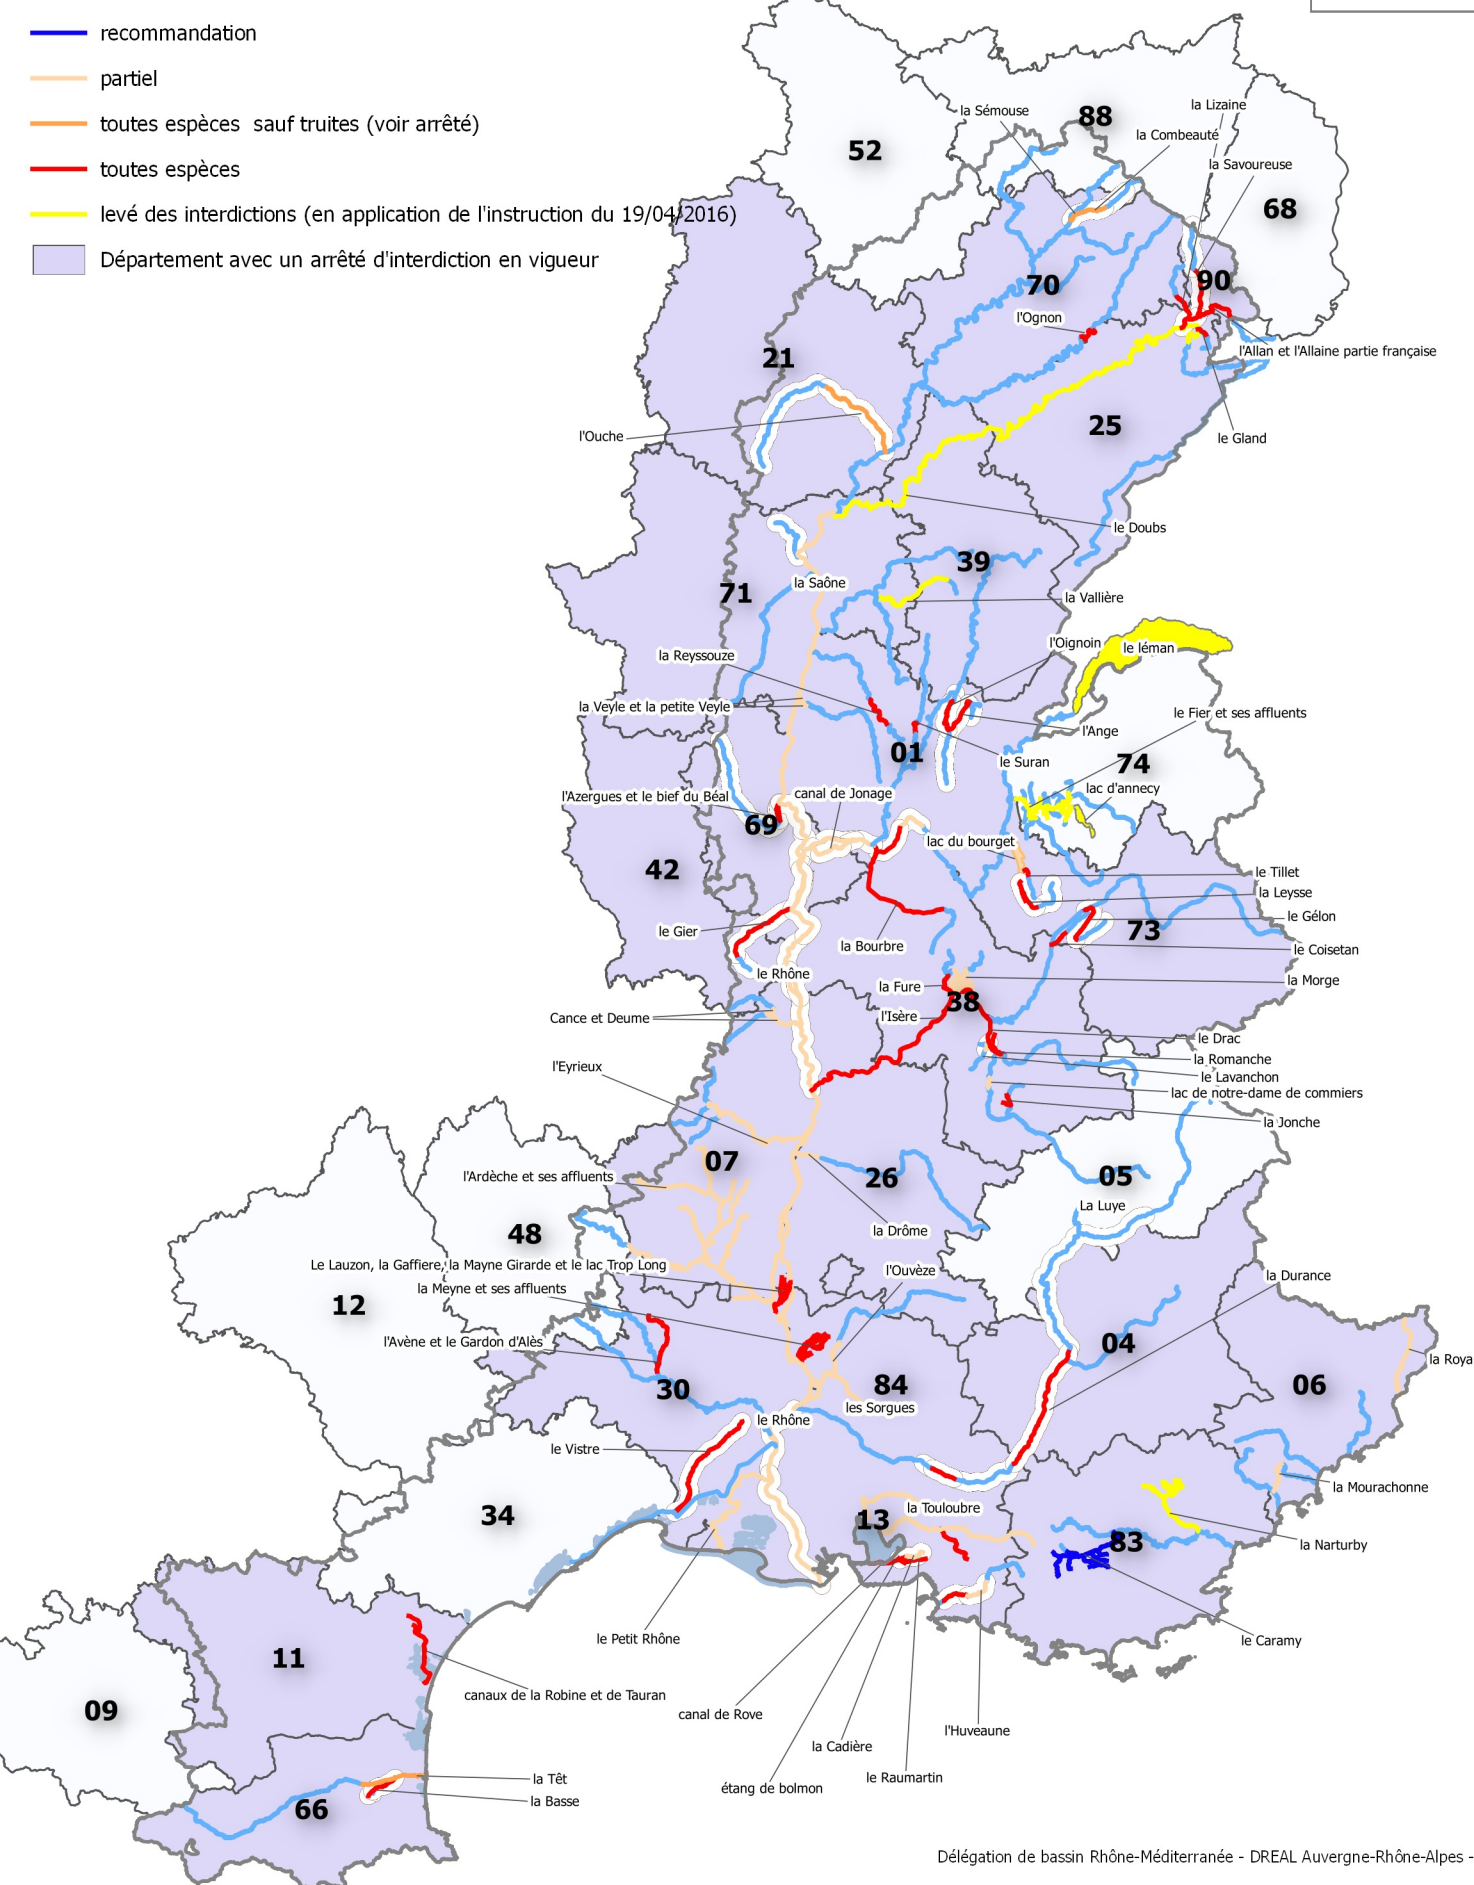 recommandation
partiel
toutes espèces sauf truites (voir arrêté)
toutes espèces
levé des interdictions (en application de l'instruction du 19/04/2016)
Département avec un arrêté d'interdiction en vigueur
la Lizaine
la Sémouse
88
la Combeauté
52
la Savoureuse
68
70
90
l'Ognon
l'Allan et l'Allaine partie française
21
25
l'Ouche
le Gland
le Doubs
39
la Saône
71
la Vallière
l'Oignoin
le léman
la Reyssouze
la Veyle et la petite Veyle
le Fier et ses affluents
l'Ange
01
le Suran
74
lac d'annecy
l'Azergues et le bief du Béal
canal de Jonage
69
lac du bourget
42
le Tillet
la Leysse
le Gélon
le Gier
73
la Bourbre
le Coisetan
le Rhône
la Morge
la Fure
38
Cance et Deume
l'Isère
le Drac
la Romanche
l'Eyrieux
le Lavanchon
lac de notre-dame de commiers
la Jonche
07
l'Ardèche et ses affluents
26
05
La Luye
48
la Drôme
Le Lauzon, la Gaffiere, la Mayne Girarde et le lac Trop Long
l'Ouvèze
la Durance
la Meyne et ses affluents
12
l'Avène et le Gardon d'Alès
04
la Roya
30
84
06
les Sorgues
le Rhône
le Vistre
la Mourachonne
34
13
la Touloubre
83
la Narturby
le Petit Rhône
le Caramy
11
canaux de la Robine et de Tauran
09
canal de Rove
l'Huveaune
la Cadière
la Têt
étang de bolmon
le Raumartin
la Basse
66
Délégation de bassin Rhône-Méditerranée - DREAL Auvergne-Rhône-Alpes -